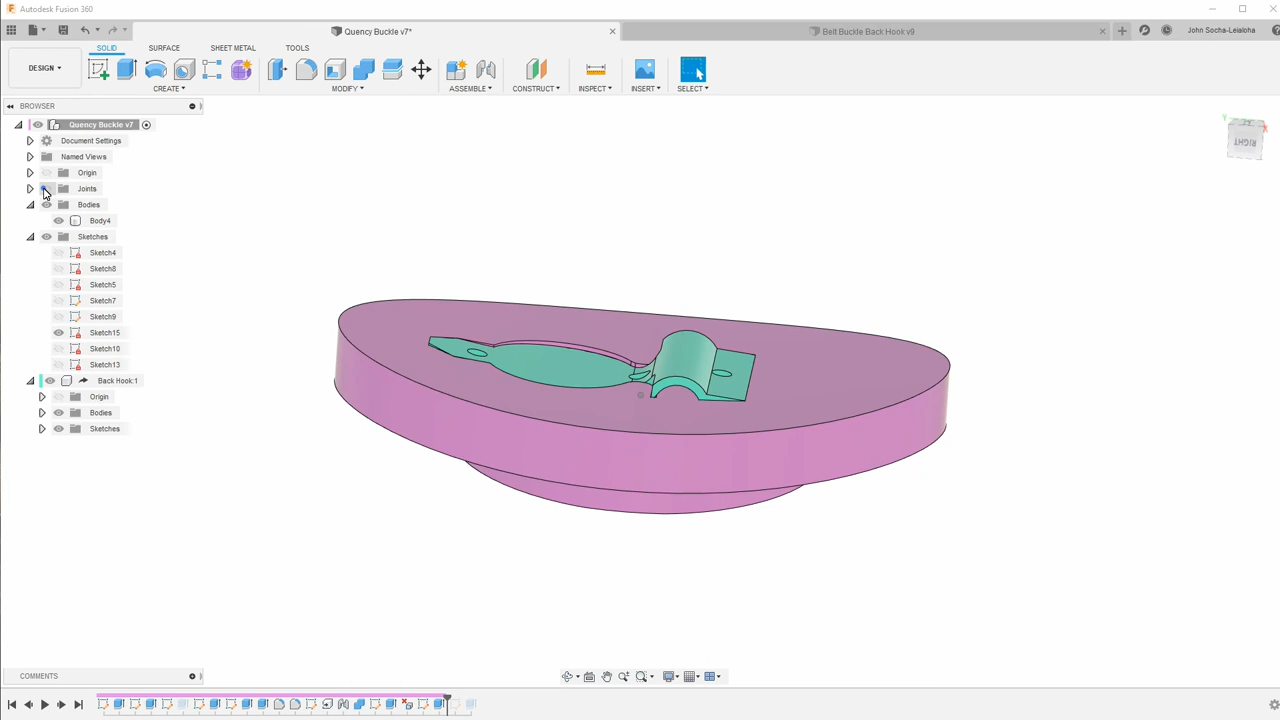 Autodesk Fusion 360
Quency Buckle v7*
Belt Buckle Back Hook v9
John Socha-Leialoha
SOLID
SURFACE
SHEET METAL
TOOLS
DESIGN
CREATE
MODIFY
ASSEMBLE
CONSTRUCT
INSPECT
INSERT
SELECT
BROWSER
Quency Buckle v7
Document Settings
Named Views
Origin
Joints
Bodies
Body4
Sketches
Sketch4
Sketch8
Sketch5
Sketch7
Sketch9
Sketch15
Sketch10
Sketch13
Back Hook:1
Origin
Bodies
Sketches
Y
X
RIGHT
COMMENTS